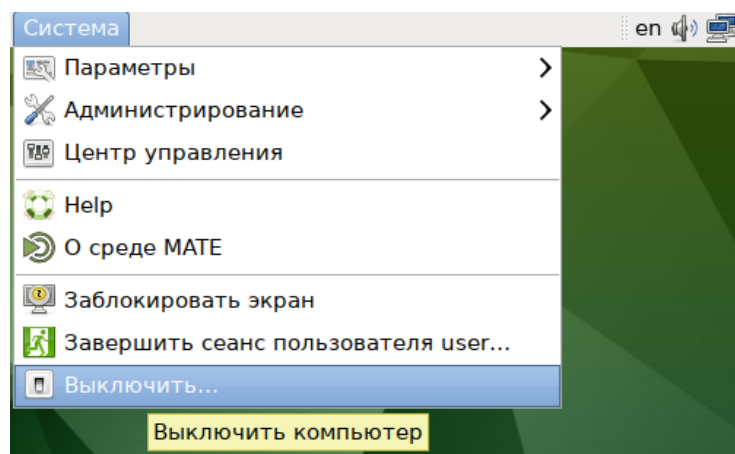 Система
en
Параметры
Администрирование
Центр управления
Help
О среде MATE
Заблокировать экран
Завершить сеанс пользователя user...
Выключить...
Выключить компьютер